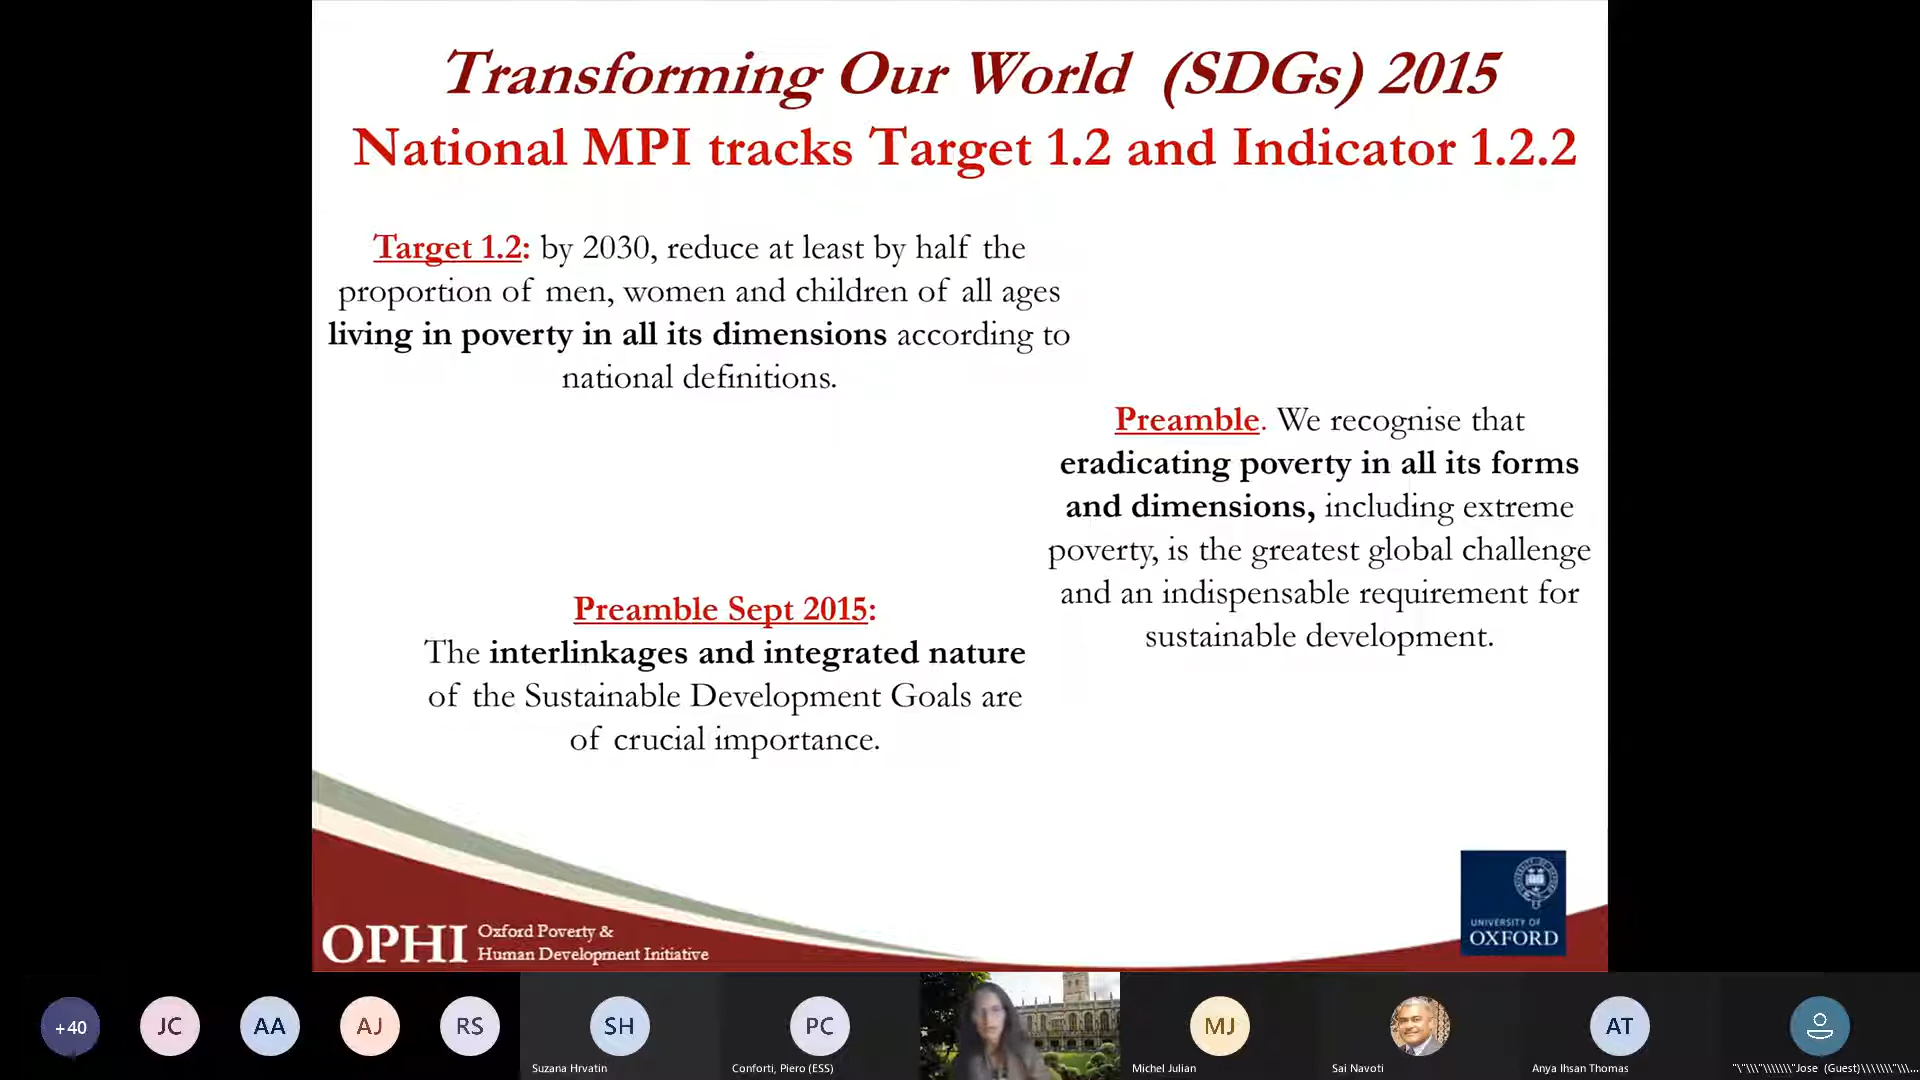 Transforming Our World (SDGs) 2015
National MPI tracks Target 1.2 and Indicator 1.2.2
Target 1.2: by 2030, reduce at least by half the
proportion of men, women and children of all ages
living in poverty in all its dimensions according to
national definitions.
Preamble. We recognise that
eradicating poverty in all its forms
and dimensions, including extreme
poverty, is the greatest global challenge
and an indispensable requirement for
sustainable development.
Preamble Sept 2015:
The interlinkages and integrated nature
of the Sustainable Development Goals are
of crucial importance.
OPHI
Oxford Poverty &
Human Development Initiative
UNIVERSITY OF
OXFORD
+40
JC
AA
AJ
RS
SH
Suzana Hrvatin
PC
Conforti, Piero (ESS)
MJ
Michel Julian
Sai Navoti
AT
Anya Ihsan Thomas
"\"\\\"\\\\\\\"Jose (Guest)\\\\\\\"\\...